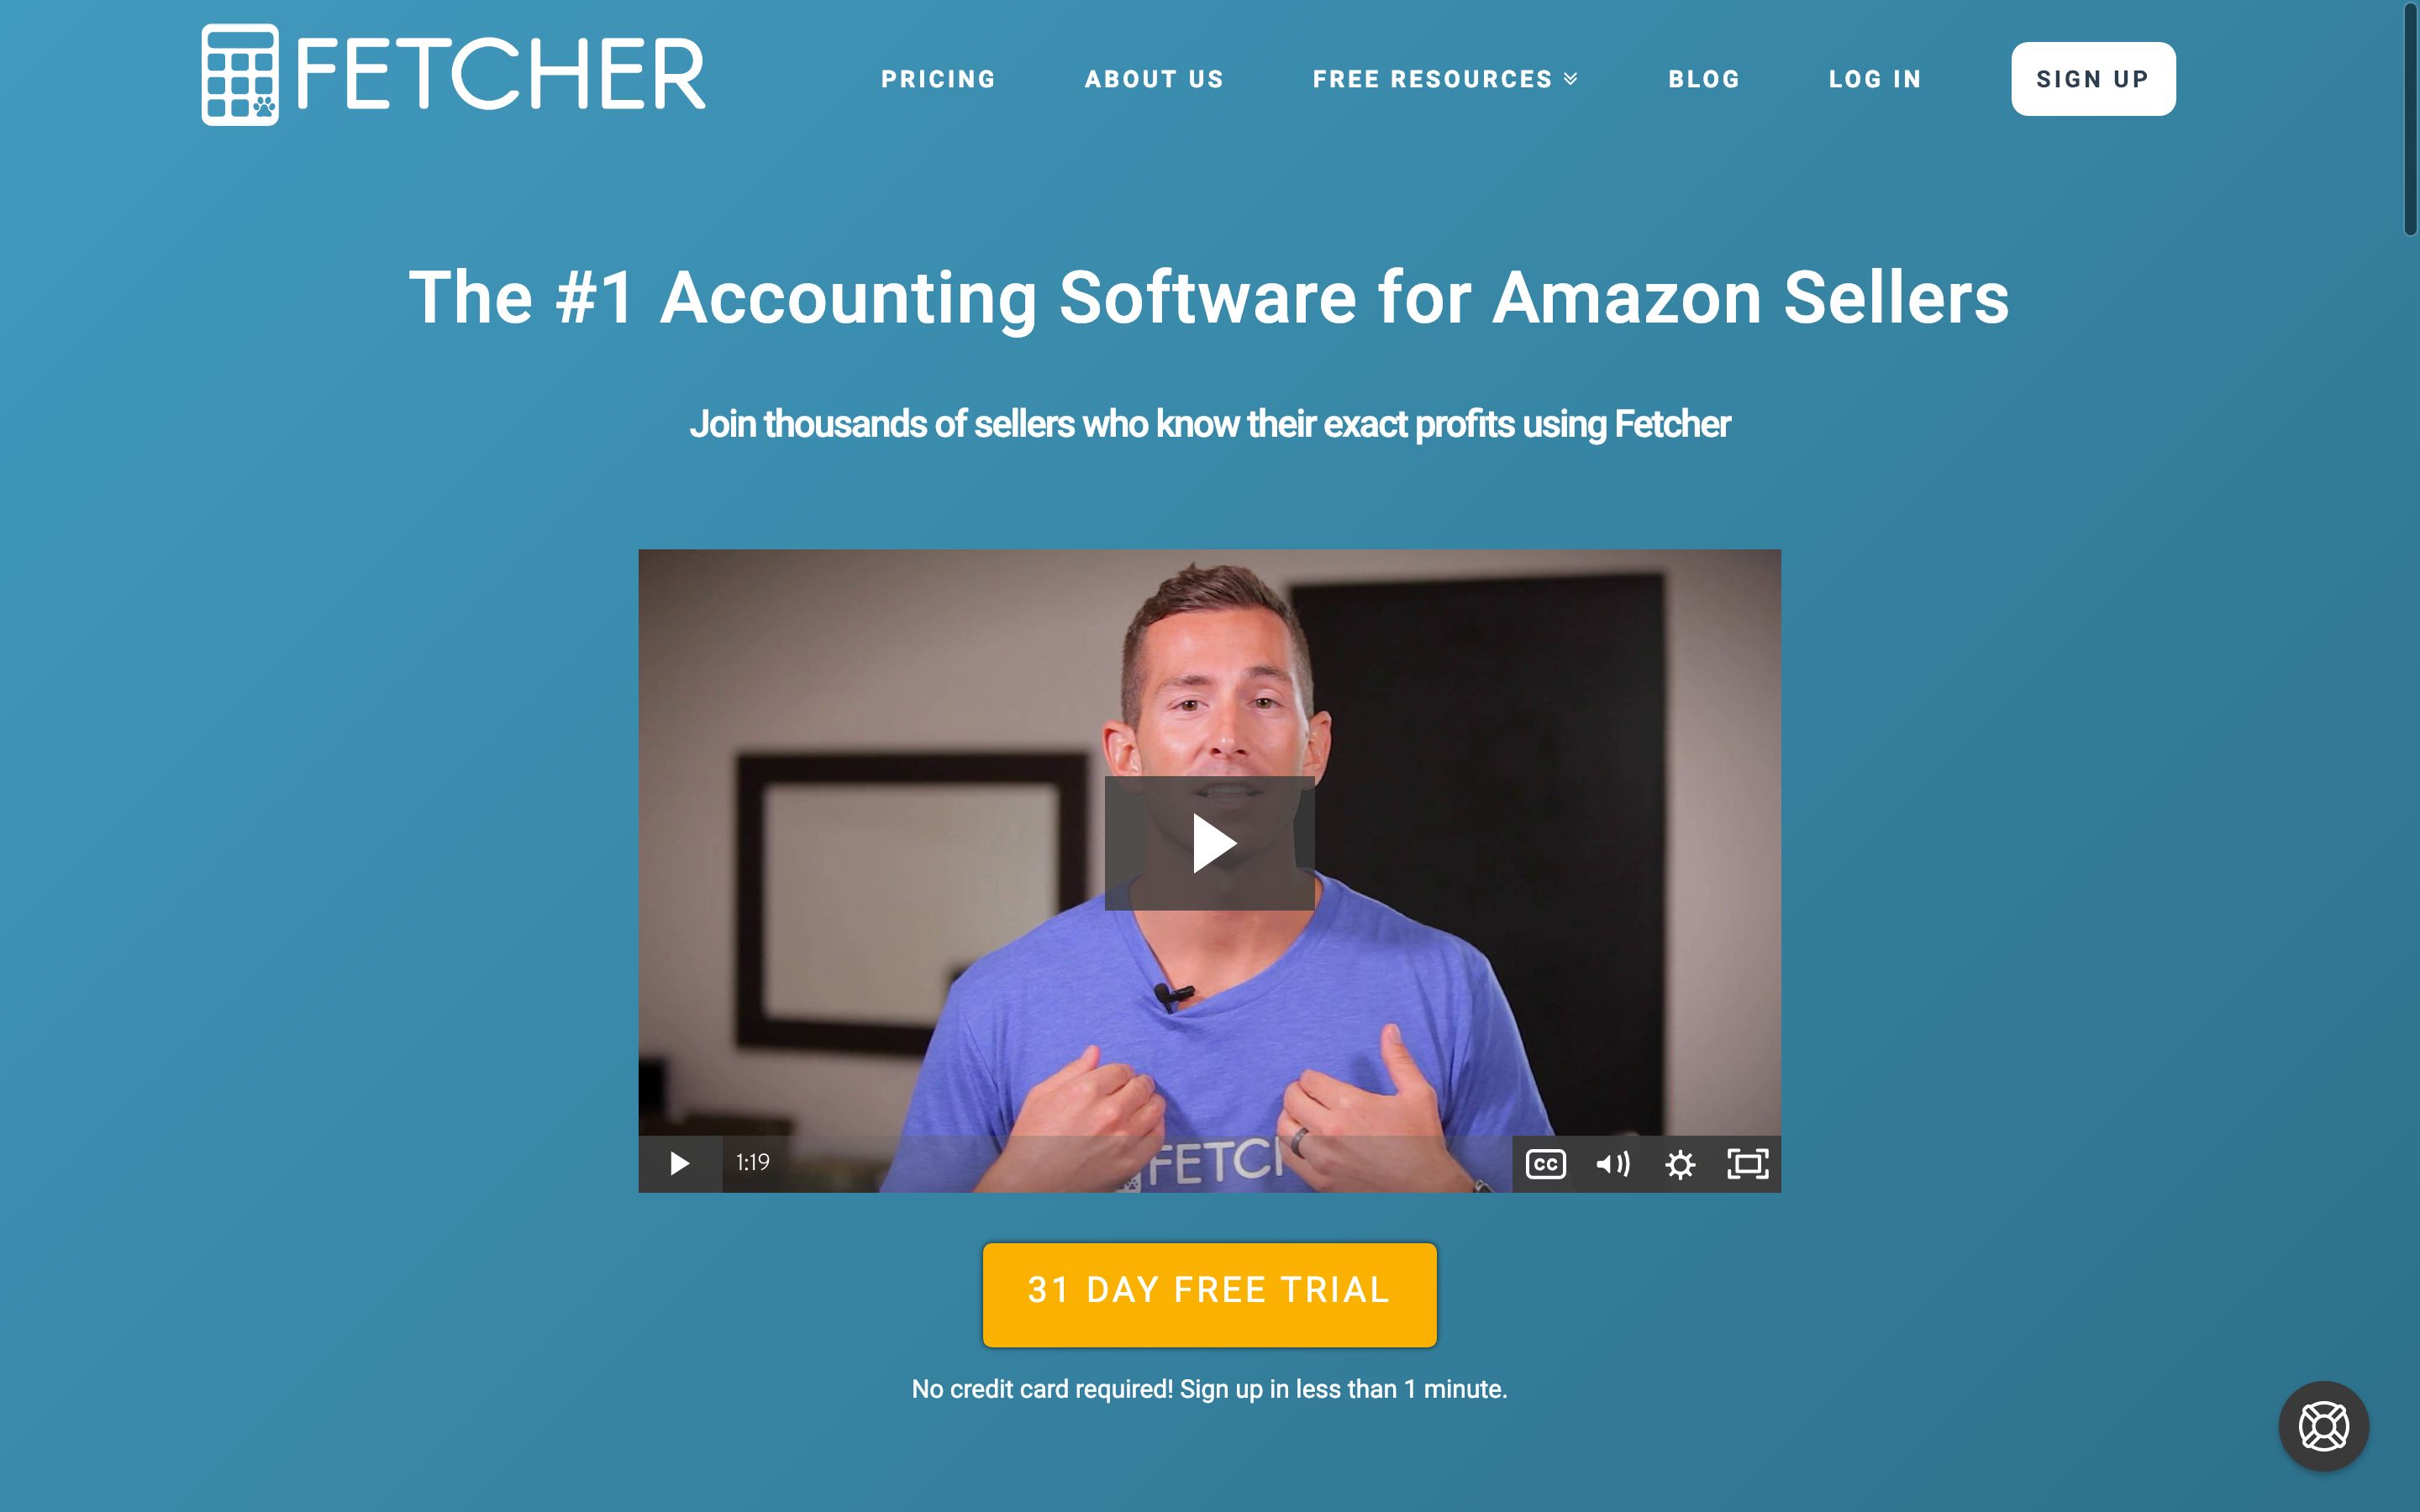 FETCHER
PRICING
ABOUT US
FREE RESOURCES
BLOG
LOG IN
SIGN UP
The #1 Accounting Software for Amazon Sellers
Join thousands of sellers who know their exact profits using Fetcher
FETCH
1:19
CC
31 DAY FREE TRIAL
No credit card required! Sign up in less than 1 minute.